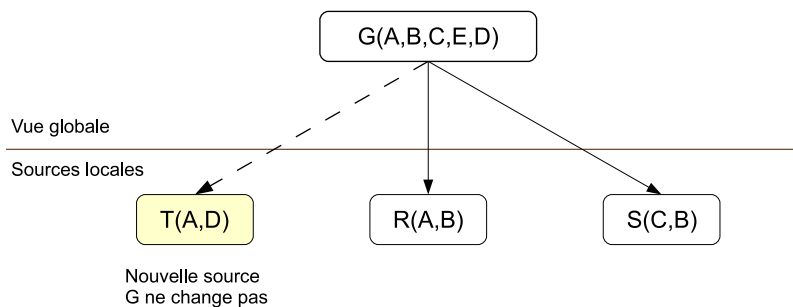 G(A,B,C,E,D)
Vue globale
Sources locales
T(A,D)
R(A,B)
S(C,B)
Nouvelle source
G ne change pas